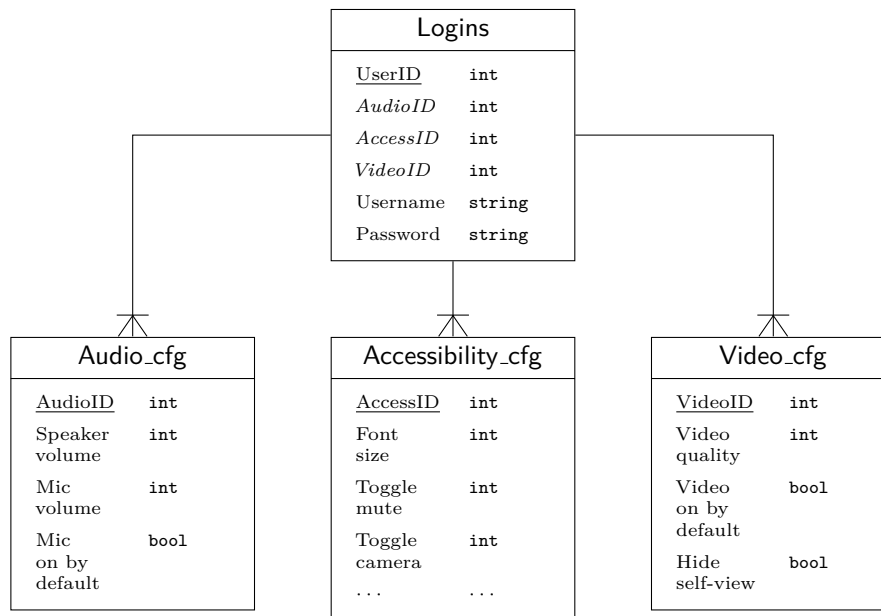 Logins
UserID int
AudioID int
AccessID int
VideoID int
Username string
Password string
Audio_cfg
AudioID int
Speaker int
volume
Mic int
volume
Mic bool
on by
default
Accessibility_cfg
AccessID int
Font int
size
Toggle int
mute
Toggle int
camera
... ...
Video_cfg
VideoID int
Video int
quality
Video bool
on by
default
Hide bool
self-view